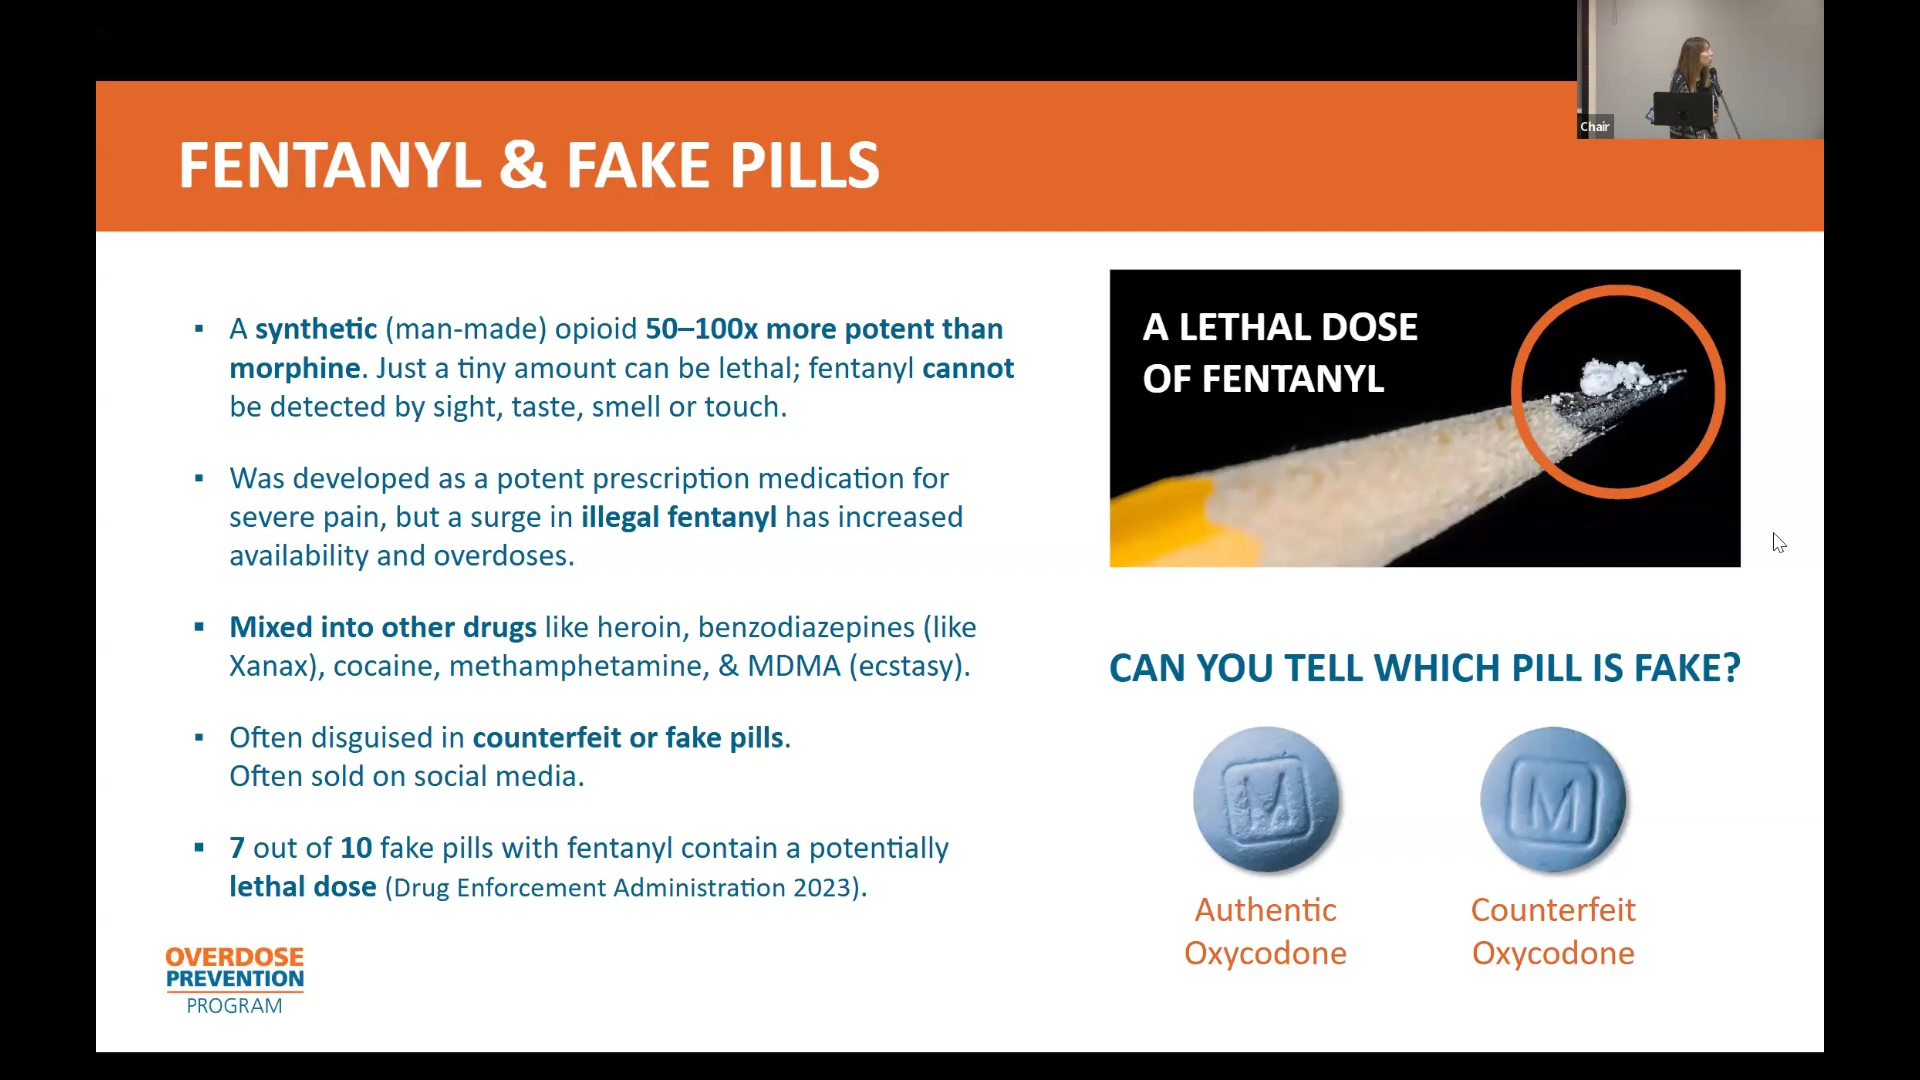 Chair
FENTANYL & FAKE PILLS
▪ A synthetic (man-made) opioid 50–100x more potent than
morphine. Just a tiny amount can be lethal; fentanyl cannot
be detected by sight, taste, smell or touch.
▪ Was developed as a potent prescription medication for
severe pain, but a surge in illegal fentanyl has increased
availability and overdoses.
▪ Mixed into other drugs like heroin, benzodiazepines (like
Xanax), cocaine, methamphetamine, & MDMA (ecstasy).
▪ Often disguised in counterfeit or fake pills.
Often sold on social media.
▪ 7 out of 10 fake pills with fentanyl contain a potentially
lethal dose (Drug Enforcement Administration 2023).
OVERDOSE
PREVENTION
PROGRAM
A LETHAL DOSE
OF FENTANYL
CAN YOU TELL WHICH PILL IS FAKE?
M
M
Authentic
Oxycodone
Counterfeit
Oxycodone